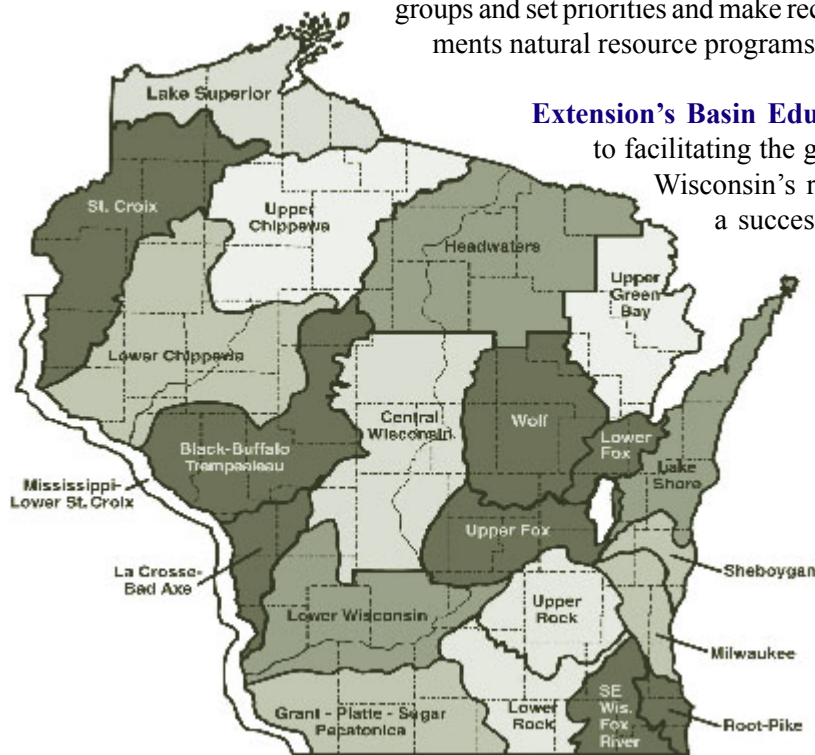 groups and set priorities and make rec
ments natural resource programs
Extension's Basin Edu
to facilitating the g
Wisconsin's r
a succes
Lake Superior
St. Croix
Upper
Chippewa
Headwaters
Upper
Green
Bay
Lower Chippewa
Central
Wisconsin
Wolf
Lower
Fox
Black-Buffalo
Trempealeau
Lake
Shore
Mississippi-
Lower St. Croix
Upper Fox
La Crosse-
Bad Axe
Sheboygan
Lower Wisconsin
Upper
Rock
Milwaukee
Grant - Platte - Sugar
Pecatonica
Lower
Rock
SE
Wis.
Fox
River
Root-Pike